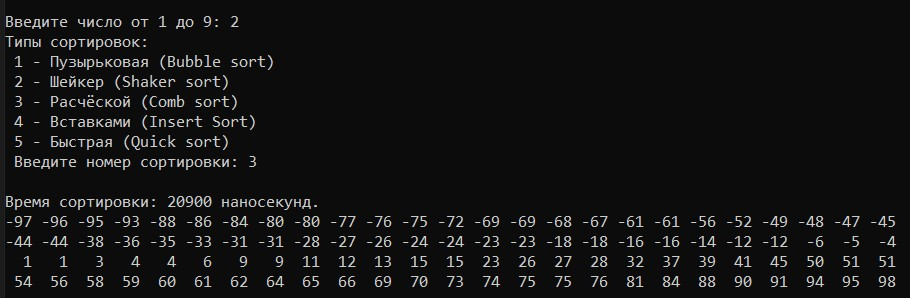 Введите число от 1 до 9: 2
Типы сортировок:
1 - Пузырьковая (Bubble sort)
2 - Шейкер (Shaker sort)
3 - Расчёской (Comb sort)
4 - Вставками (Insert Sort)
5 - Быстрая (Quick sort)
Введите номер сортировки: 3
Время сортировки: 20900 наносекунд.
-97 -96 -95 -93 -88 -86 -84 -80 -80 -77 -76 -75 -72 -69 -69 -68 -67 -61 -61 -56 -52 -49 -48 -47 -45
-44 -44 -38 -36 -35 -33 -31 -31 -28 -27 -26 -24 -24 -23 -23 -18 -18 -16 -16 -14 -12 -12 -6 -5 -4
1 1 3 4 4 6 9 9 11 12 13 15 15 23 26 27 28 32 37 39 41 45 50 51 51
54 56 58 59 60 61 62 64 65 66 69 70 73 74 75 75 76 81 84 88 90 91 94 95 98